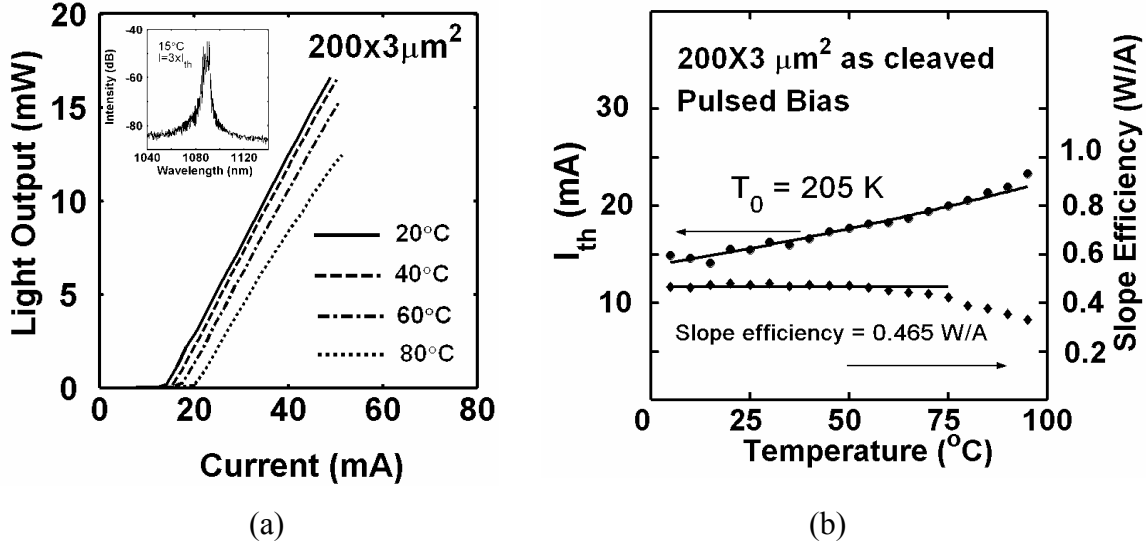 20
15
10
5
0
0
20
40
60
80
Light Output (mW)
Current (mA)
200x3μm²
-40
-60
-80
1040
1080
1120
Intensity (dB)
Wavelength (nm)
15°C
I=3xI_th
20°C
40°C
60°C
80°C
(a)
200X3 μm² as cleaved
Pulsed Bias
30
20
10
I_th (mA)
T₀ = 205 K
Slope efficiency = 0.465 W/A
1.0
0.8
0.6
0.4
0.2
Slope Efficiency (W/A)
0
25
50
75
100
Temperature (°C)
(b)